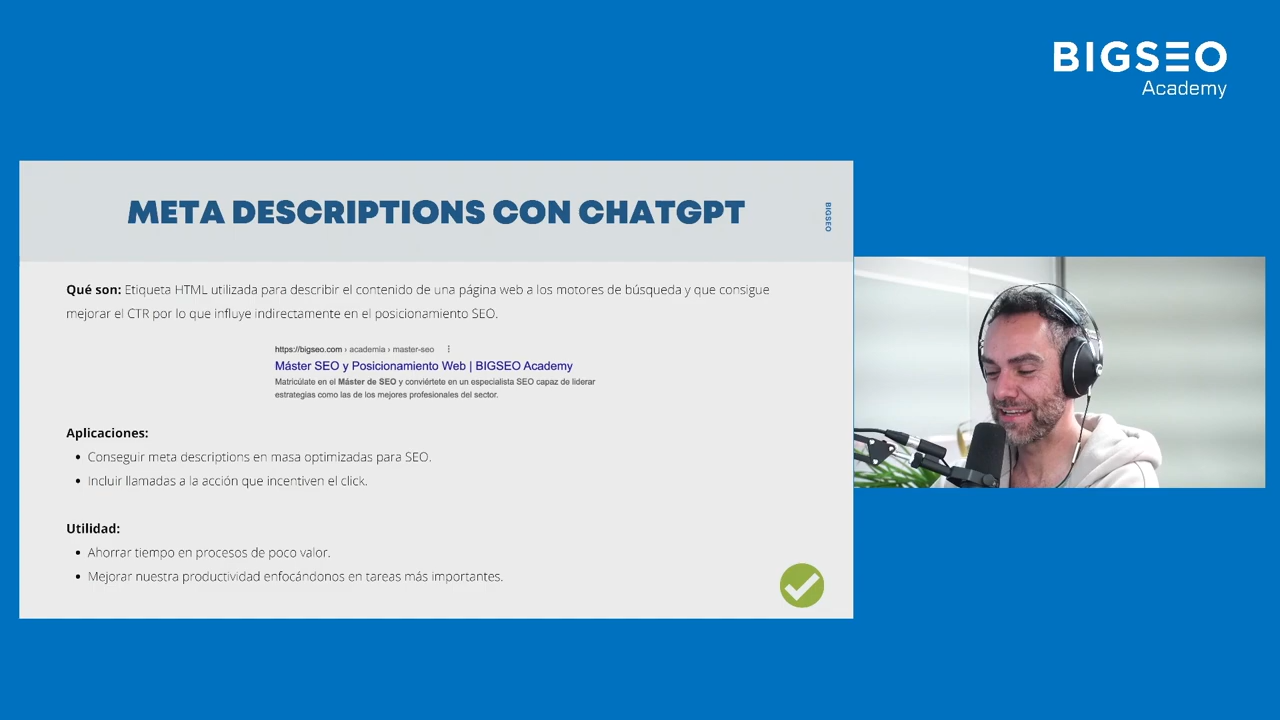 BIGSEO
Academy
META DESCRIPTIONS CON CHATGPT
BIGSEO
Qué son: Etiqueta HTML utilizada para describir el contenido de una página web a los motores de búsqueda y que consigue
mejorar el CTR por lo que influye indirectamente en el posicionamiento SEO.
https://bigseo.com › academia › master-seo
Máster SEO y Posicionamiento Web | BIGSEO Academy
Matricúlate en el Máster de SEO y conviértete en un especialista SEO capaz de liderar
estrategias como las de los mejores profesionales del sector.
Aplicaciones:
• Conseguir meta descriptions en masa optimizadas para SEO.
• Incluir llamadas a la acción que incentiven el click.
Utilidad:
• Ahorrar tiempo en procesos de poco valor.
• Mejorar nuestra productividad enfocándonos en tareas más importantes.